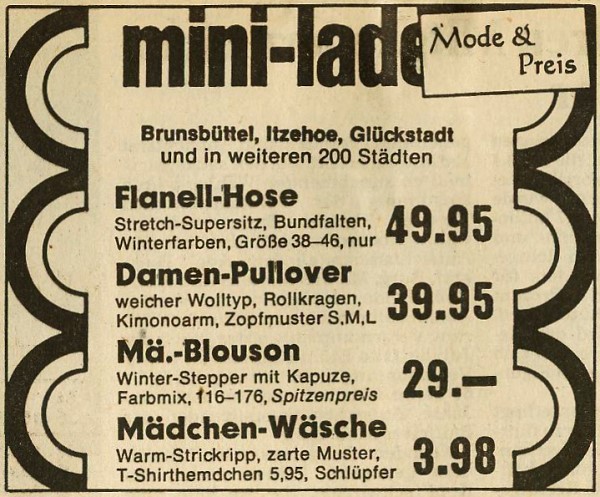 mini-lade
Mode &
Preis
Brunsbüttel, Itzehoe, Glückstadt
und in weiteren 200 Städten
Flanell-Hose
Stretch-Supersitz, Bundfalten,
Winterfarben, Größe 38–46, nur 49.95
Damen-Pullover
weicher Wolltyp, Rollkragen,
Kimonoarm, Zopfmuster S,M,L 39.95
Mä.-Blouson
Winter-Stepper mit Kapuze,
Farbmix, 116–176, Spitzenpreis 29.—
Mädchen-Wäsche
Warm-Strickripp, zarte Muster,
T-Shirthemdchen 5,95, Schlüpfer 3.98